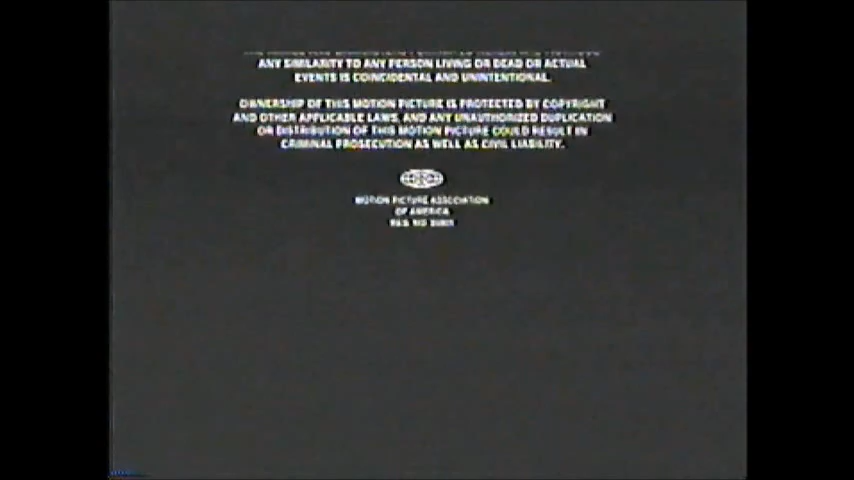 ANY SIMILARITY TO ANY PERSON LIVING OR DEAD OR ACTUAL
EVENTS IS COINCIDENTAL AND UNINTENTIONAL.
OWNERSHIP OF THIS MOTION PICTURE IS PROTECTED BY COPYRIGHT
AND OTHER APPLICABLE LAWS, AND ANY UNAUTHORIZED DUPLICATION
OR DISTRIBUTION OF THIS MOTION PICTURE COULD RESULT IN
CRIMINAL PROSECUTION AS WELL AS CIVIL LIABILITY.
MOTION PICTURE ASSOCIATION
OF AMERICA